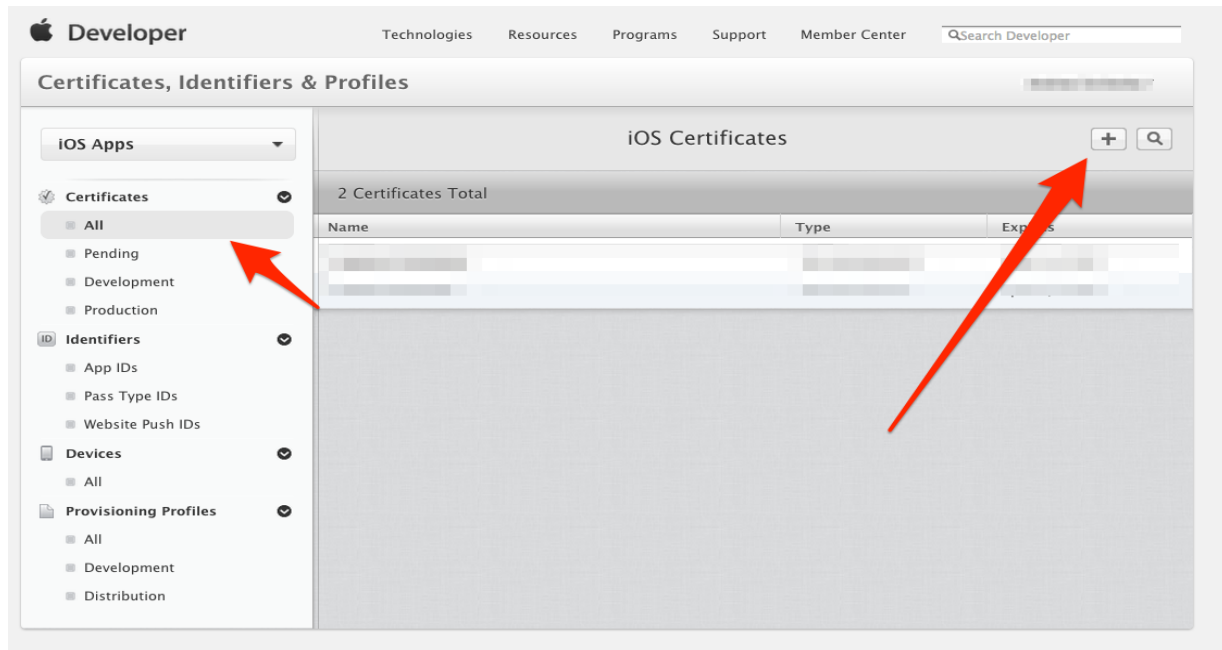 Developer
Technologies Resources Programs Support Member Center Search Developer
Certificates, Identifiers & Profiles
iOS Apps
Certificates
All
Pending
Development
Production
ID Identifiers
App IDs
Pass Type IDs
Website Push IDs
Devices
All
Provisioning Profiles
All
Development
Distribution
iOS Certificates
2 Certificates Total
Name Type